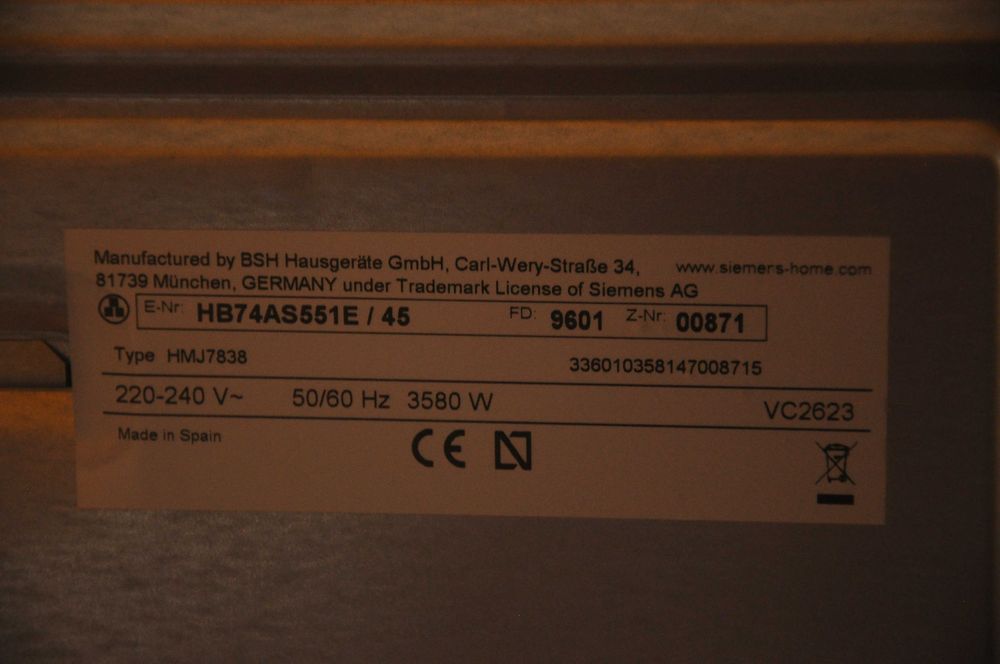 Manufactured by BSH Hausgeräte GmbH, Carl-Wery-Straße 34,
www.siemens-home.com
81739 München, GERMANY under Trademark License of Siemens AG
E-Nr: HB74AS551E / 45 FD: 9601 Z-Nr: 00871
Type HMJ7838 336010358147008715
220-240 V~ 50/60 Hz 3580 W VC2623
Made in Spain
CE